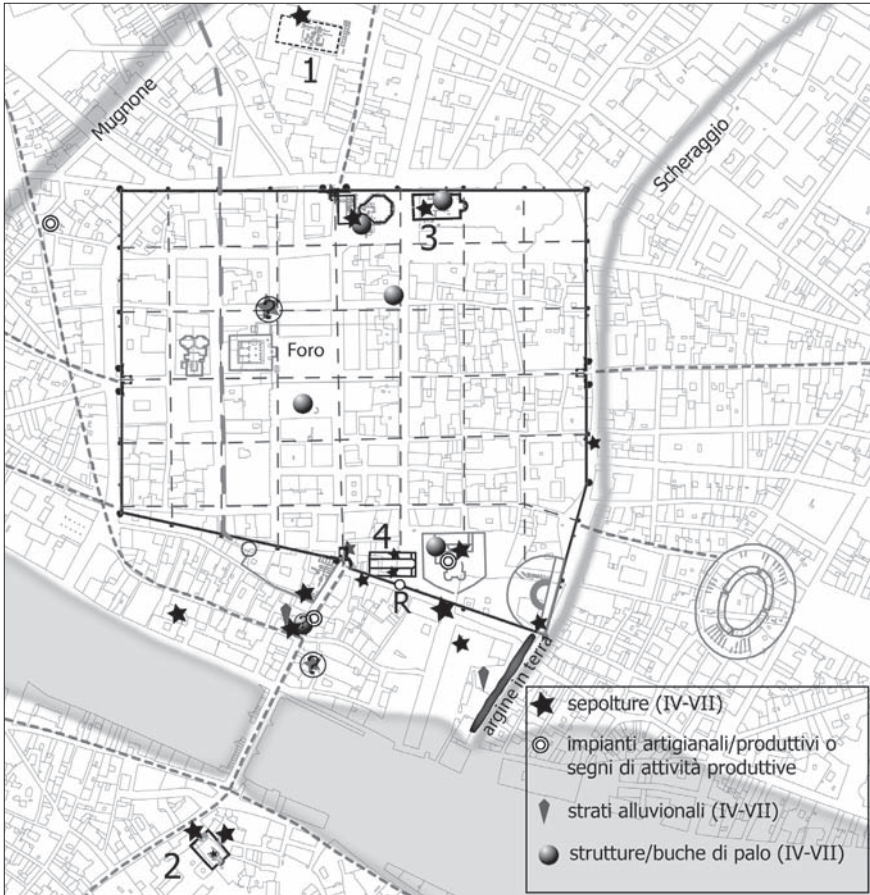 1
Mugnone
Scheraggio
3
Foro
4
R
argine in terra
2
sepolture (IV-VII)
impianti artigianali/produttivi o
segni di attività produttive
strati alluvionali (IV-VII)
strutture/buche di palo (IV-VII)
?
?